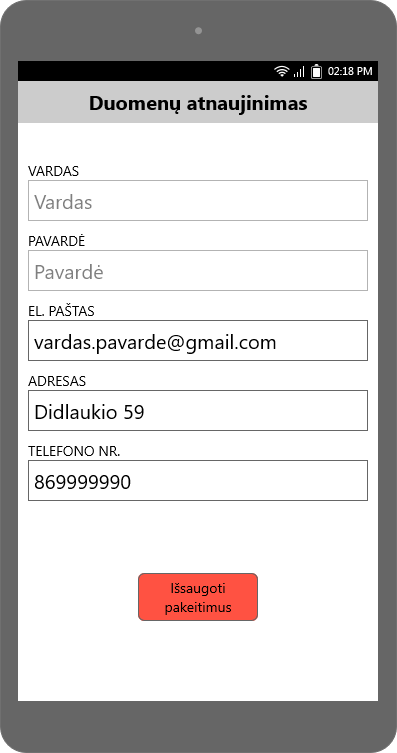 02:18 PM
Duomenų atnaujinimas
VARDAS
Vardas
PAVARDĖ
Pavardė
EL. PAŠTAS
vardas.pavarde@gmail.com
ADRESAS
Didlaukio 59
TELEFONO NR.
869999990
Išsaugoti
pakeitimus